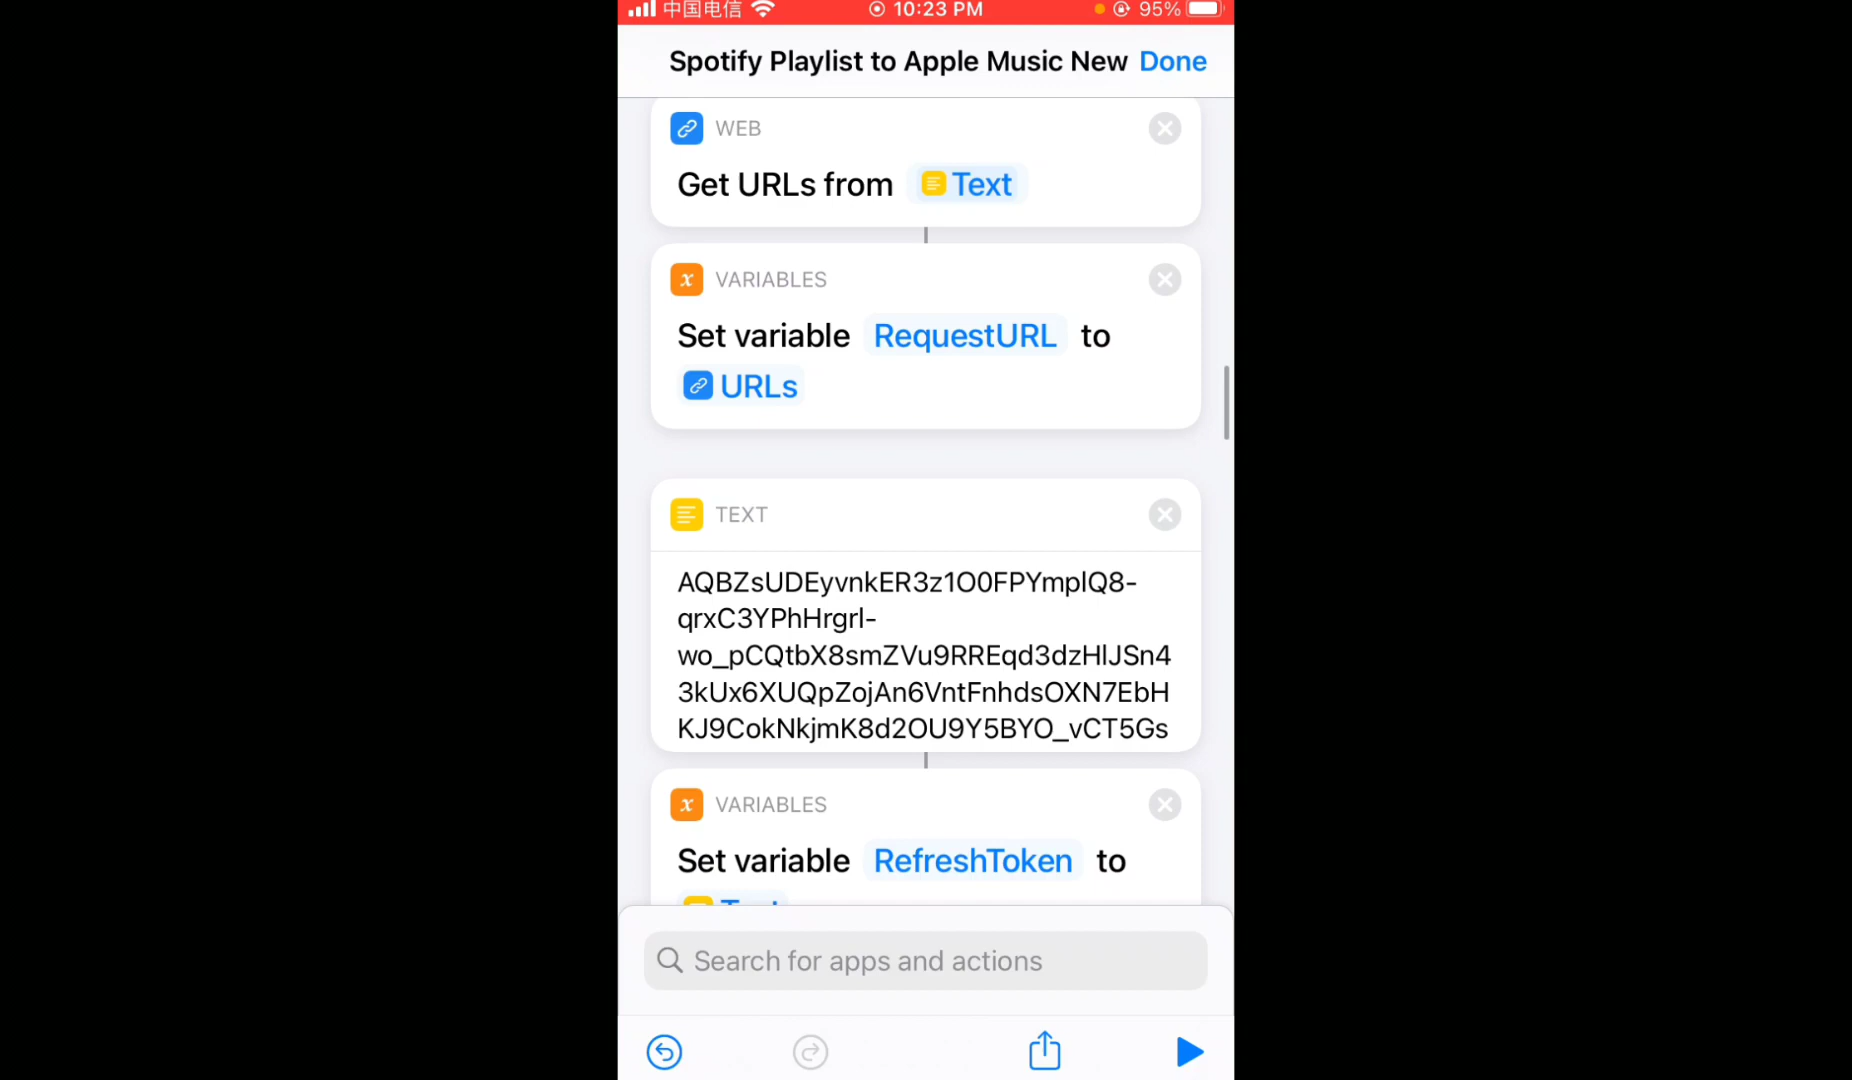 中国电信 10:23 PM 95%
Spotify Playlist to Apple Music New Done
WEB
Get URLs from Text
VARIABLES
Set variable RequestURL to
URLs
TEXT
AQBZsUDEyvnkER3z1O0FPYmplQ8-
qrxC3YPhHrgrl-
wo_pCQtbX8smZVu9RREqd3dzHlJSn4
3kUx6XUQpZojAn6VntFnhdsOXN7EbH
KJ9CokNkjmK8d2OU9Y5BYO_vCT5Gs
VARIABLES
Set variable RefreshToken to
Text
Search for apps and actions